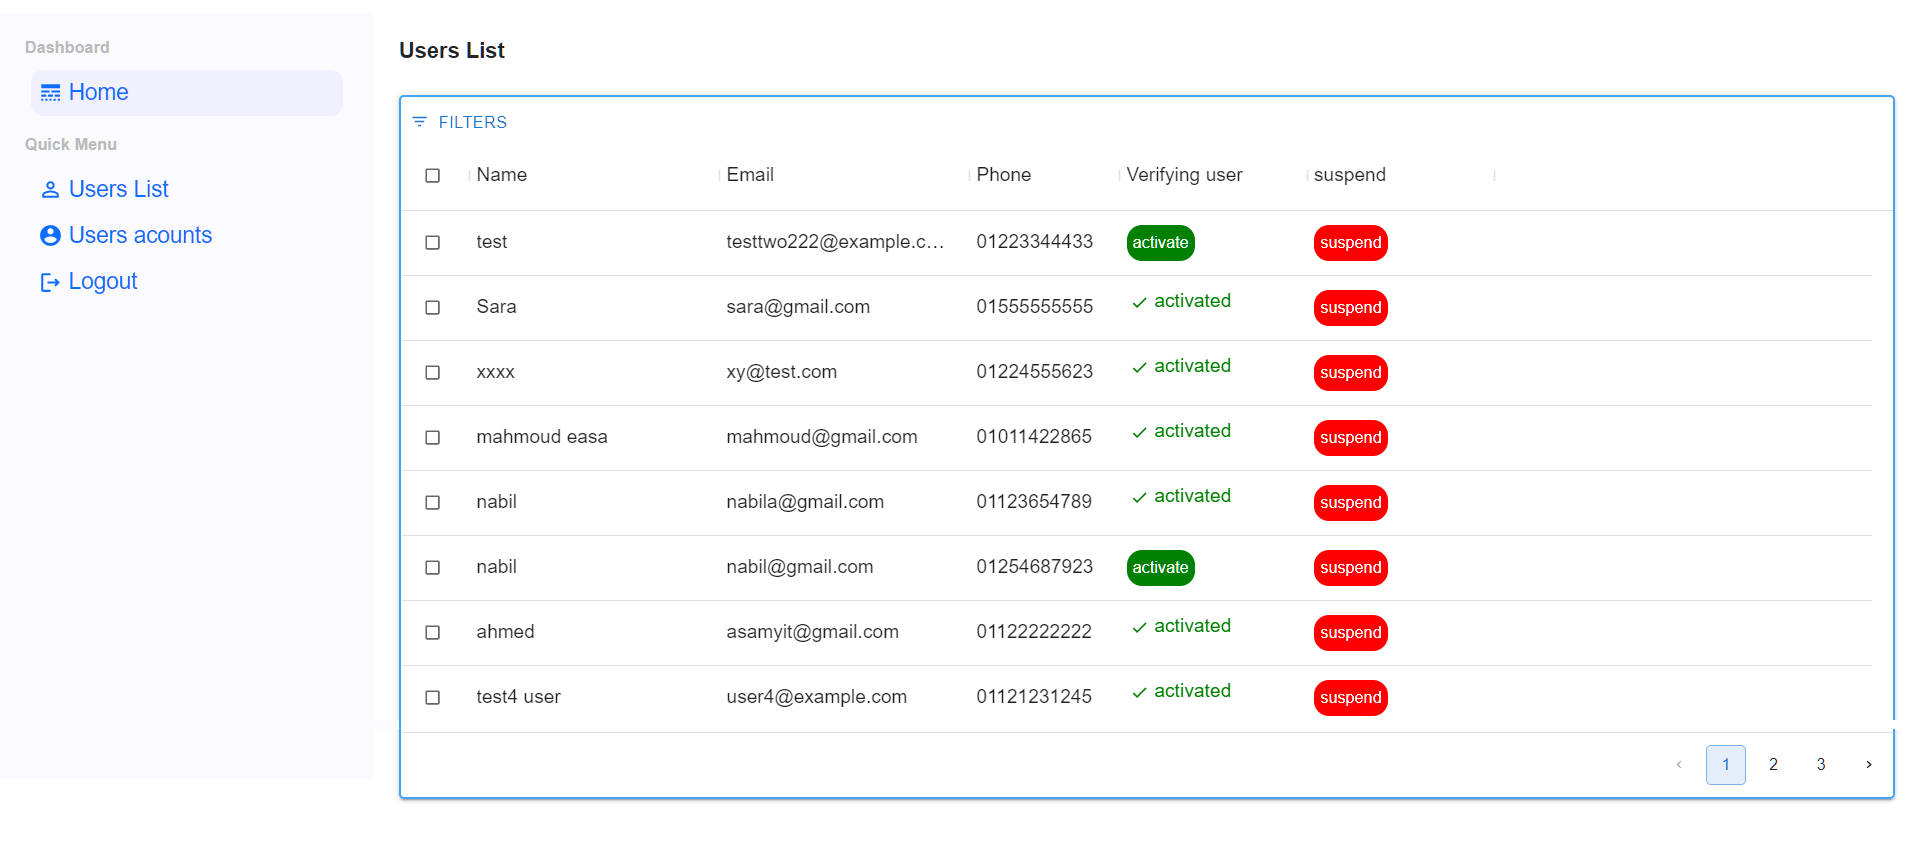 Dashboard
Home
Quick Menu
Users List
Users acounts
Logout
Users List
FILTERS
Name Email Phone Verifying user suspend
test testtwo222@example.c... 01223344433 activate suspend
Sara sara@gmail.com 01555555555 activated suspend
xxxx xy@test.com 01224555623 activated suspend
mahmoud easa mahmoud@gmail.com 01011422865 activated suspend
nabil nabila@gmail.com 01123654789 activated suspend
nabil nabil@gmail.com 01254687923 activate suspend
ahmed asamyit@gmail.com 01122222222 activated suspend
test4 user user4@example.com 01121231245 activated suspend
1 2 3